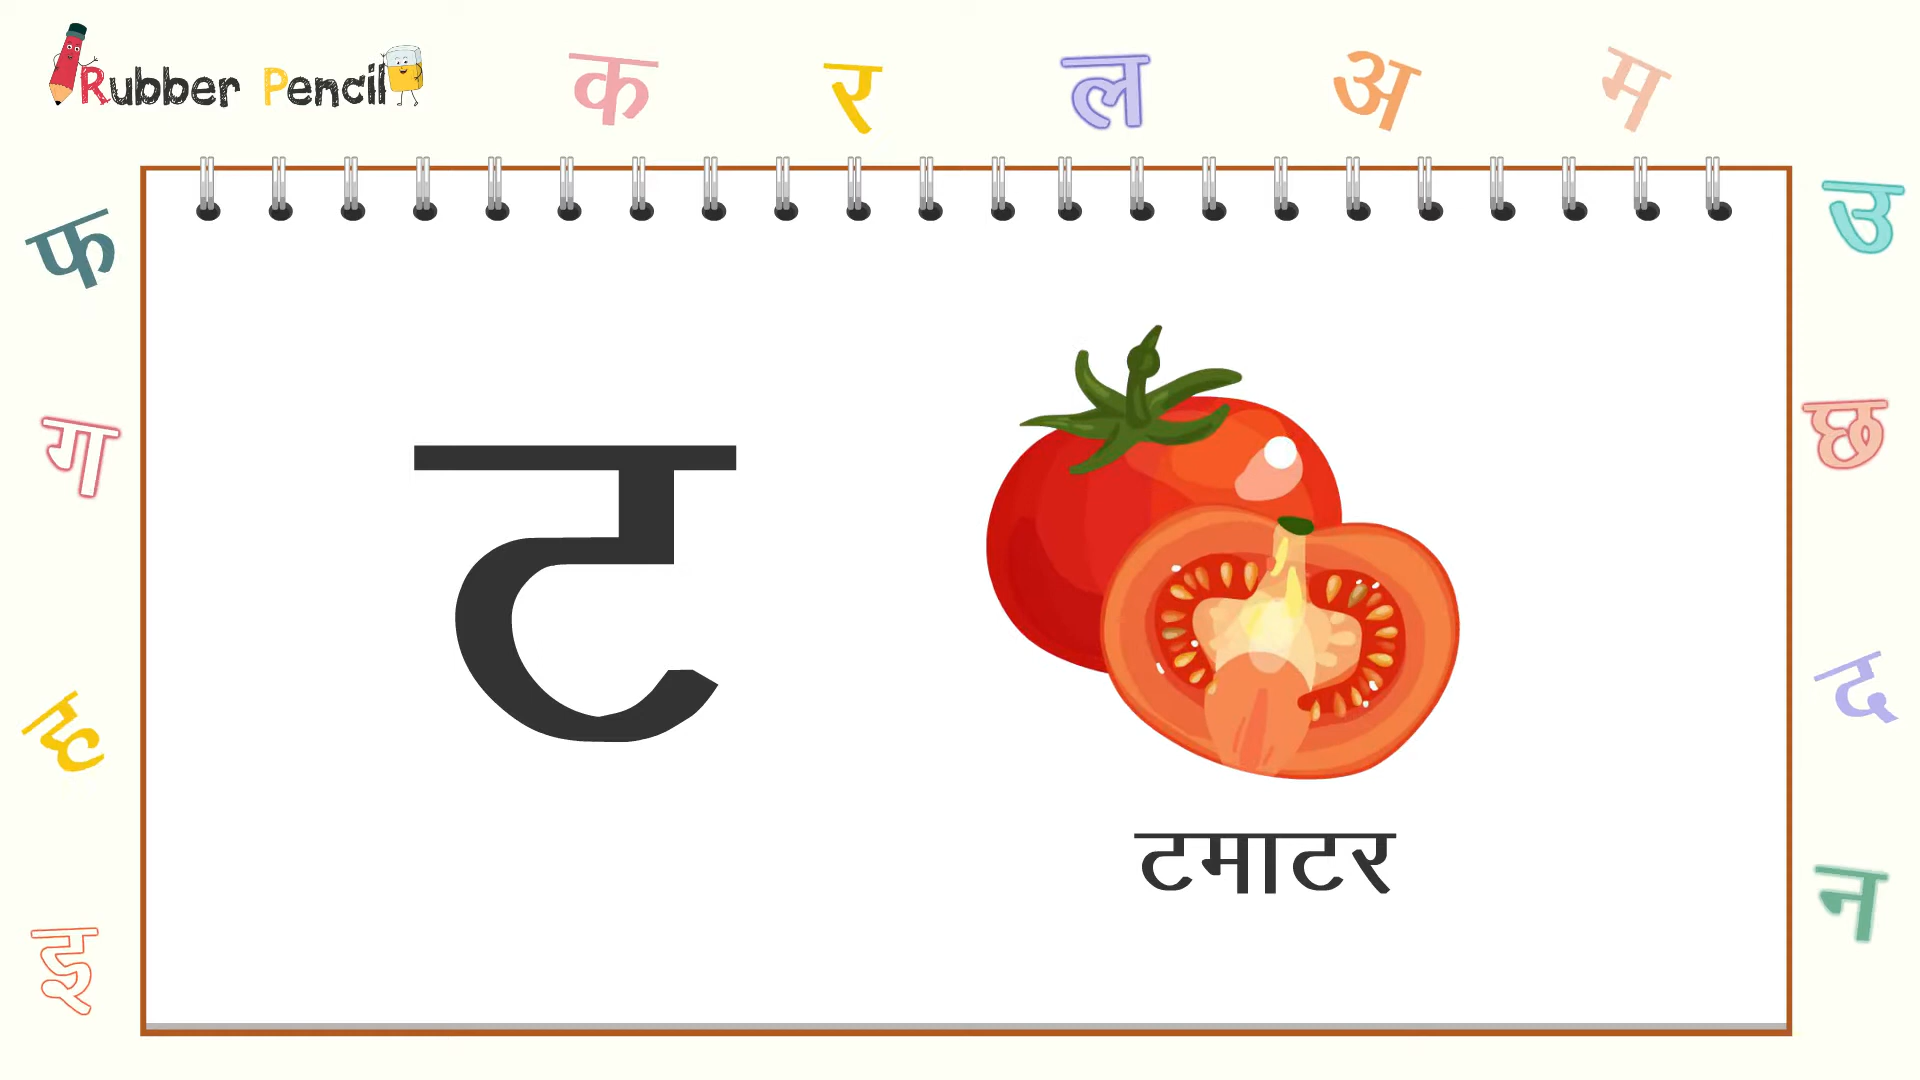 Rubber Pencil
क र ल अ म
फ उ
ग छ
ट
टमाटर
द
ट
न
इ